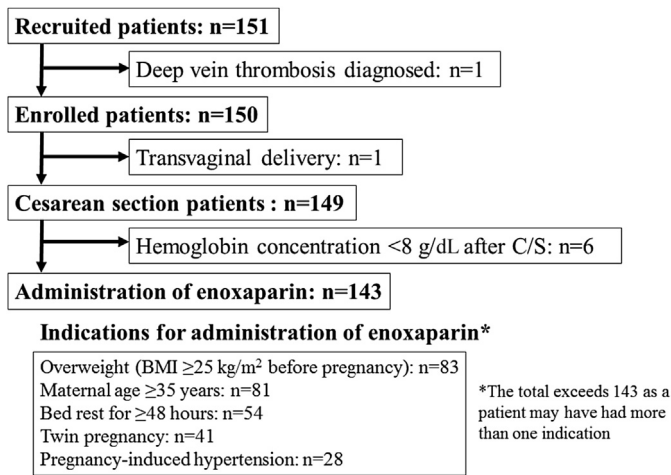 Recruited patients: n=151
Deep vein thrombosis diagnosed: n=1
Enrolled patients: n=150
Transvaginal delivery: n=1
Cesarean section patients : n=149
Hemoglobin concentration <8 g/dL after C/S: n=6
Administration of enoxaparin: n=143
Indications for administration of enoxaparin*
Overweight (BMI ≥25 kg/m² before pregnancy): n=83
Maternal age ≥35 years: n=81
Bed rest for ≥48 hours: n=54
Twin pregnancy: n=41
Pregnancy-induced hypertension: n=28
*The total exceeds 143 as a
patient may have had more
than one indication